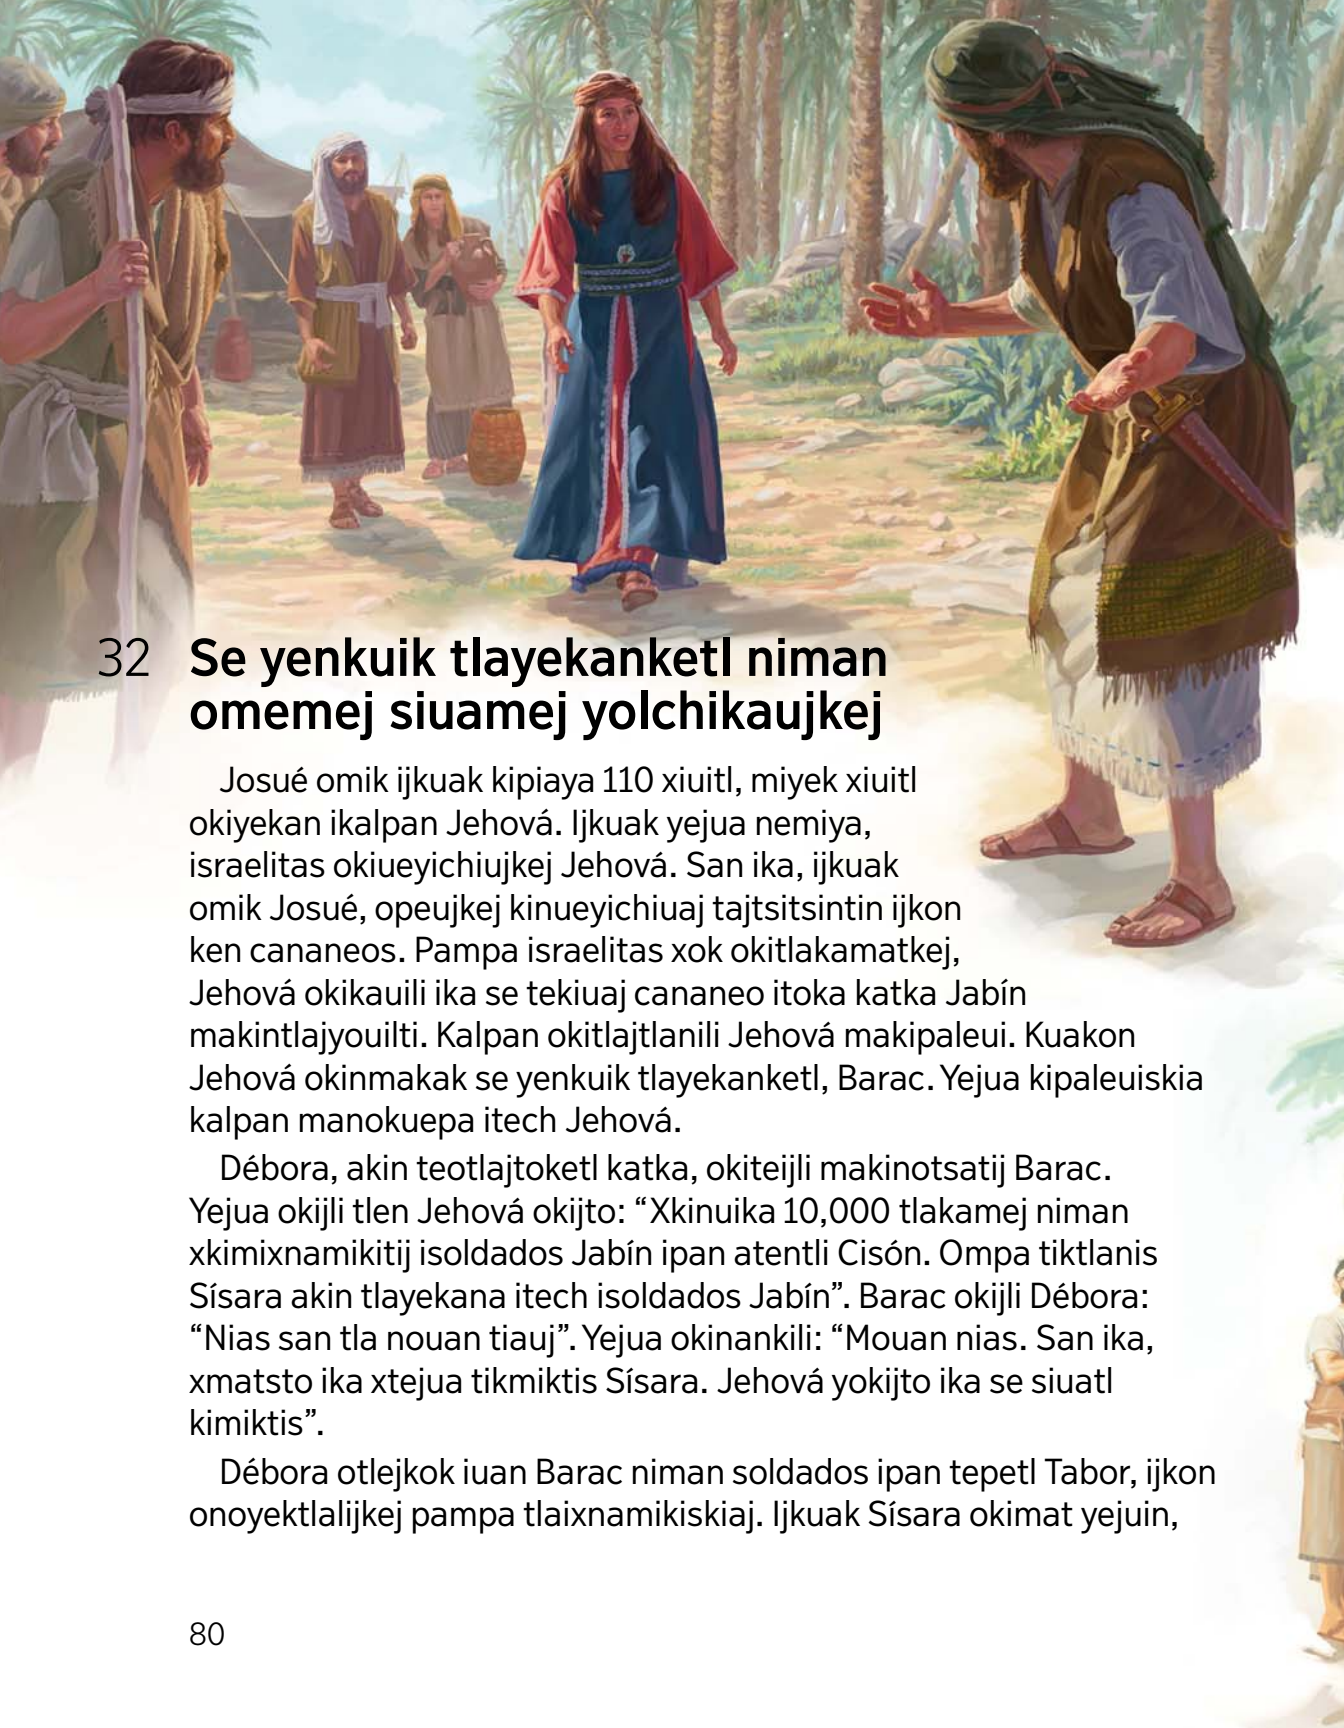 32 Se yenkuik tlayekanketl niman
omemej siuamej yolchikaujkej
Josué omik ijkuak kipiaya 110 xiuitl, miyek xiuitl
okiyekan ikalpan Jehová. Ijkuak yejua nemiya,
israelitas okiueyichiujkej Jehová. San ika, ijkuak
omik Josué, opeujkej kinueyichiuaj tajtsitsintin ijkon
ken cananeos. Pampa israelitas xok okitlakamatkej,
Jehová okikauili ika se tekiuaj cananeo itoka katka Jabín
makintlajyouilti. Kalpan okitlajtlanili Jehová makipaleui. Kuakon
Jehová okinmakak se yenkuik tlayekanketl, Barac. Yejua kipaleuiskia
kalpan manokuepa itech Jehová.
Débora, akin teotlajtoketl katka, okiteijli makinotsatij Barac.
Yejua okijli tlen Jehová okijto: “Xkinuika 10,000 tlakamej niman
xkimixnamikitij isoldados Jabín ipan atentli Cisón. Ompa tiktlanis
Sísara akin tlayekana itech isoldados Jabín”. Barac okijli Débora:
“Nias san tla nouan tiauj”. Yejua okinankili: “Mouan nias. San ika,
xmatsto ika xtejua tikmiktis Sísara. Jehová yokijto ika se siuatl
kimiktis”.
Débora otlejkok iuan Barac niman soldados ipan tepetl Tabor, ijkon
onoyektlalijkej pampa tlaixnamikiskiaj. Ijkuak Sísara okimat yejuin,
80